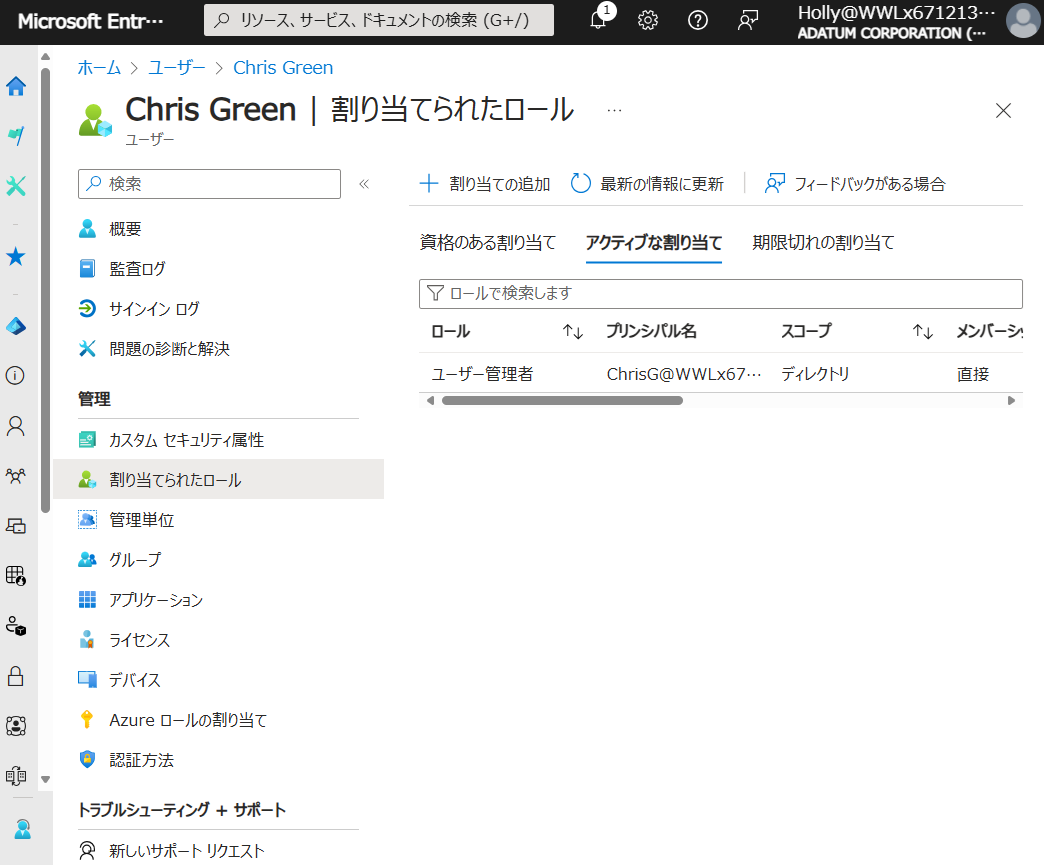 Microsoft Entr···
リソース、サービス、ドキュメントの検索 (G+/)
1
Holly@WWLx671213···
ADATUM CORPORATION (···
ホーム > ユーザー > Chris Green
Chris Green | 割り当てられたロール ···
ユーザー
検索
概要
監査ログ
サインイン ログ
問題の診断と解決
管理
カスタム セキュリティ属性
割り当てられたロール
管理単位
グループ
アプリケーション
ライセンス
デバイス
Azure ロールの割り当て
認証方法
トラブルシューティング + サポート
新しいサポート リクエスト
割り当ての追加 最新の情報に更新 フィードバックがある場合
資格のある割り当て アクティブな割り当て 期限切れの割り当て
ロールで検索します
ロール プリンシパル名 スコープ メンバーシッ
ユーザー管理者 ChrisG@WWLx67··· ディレクトリ 直接